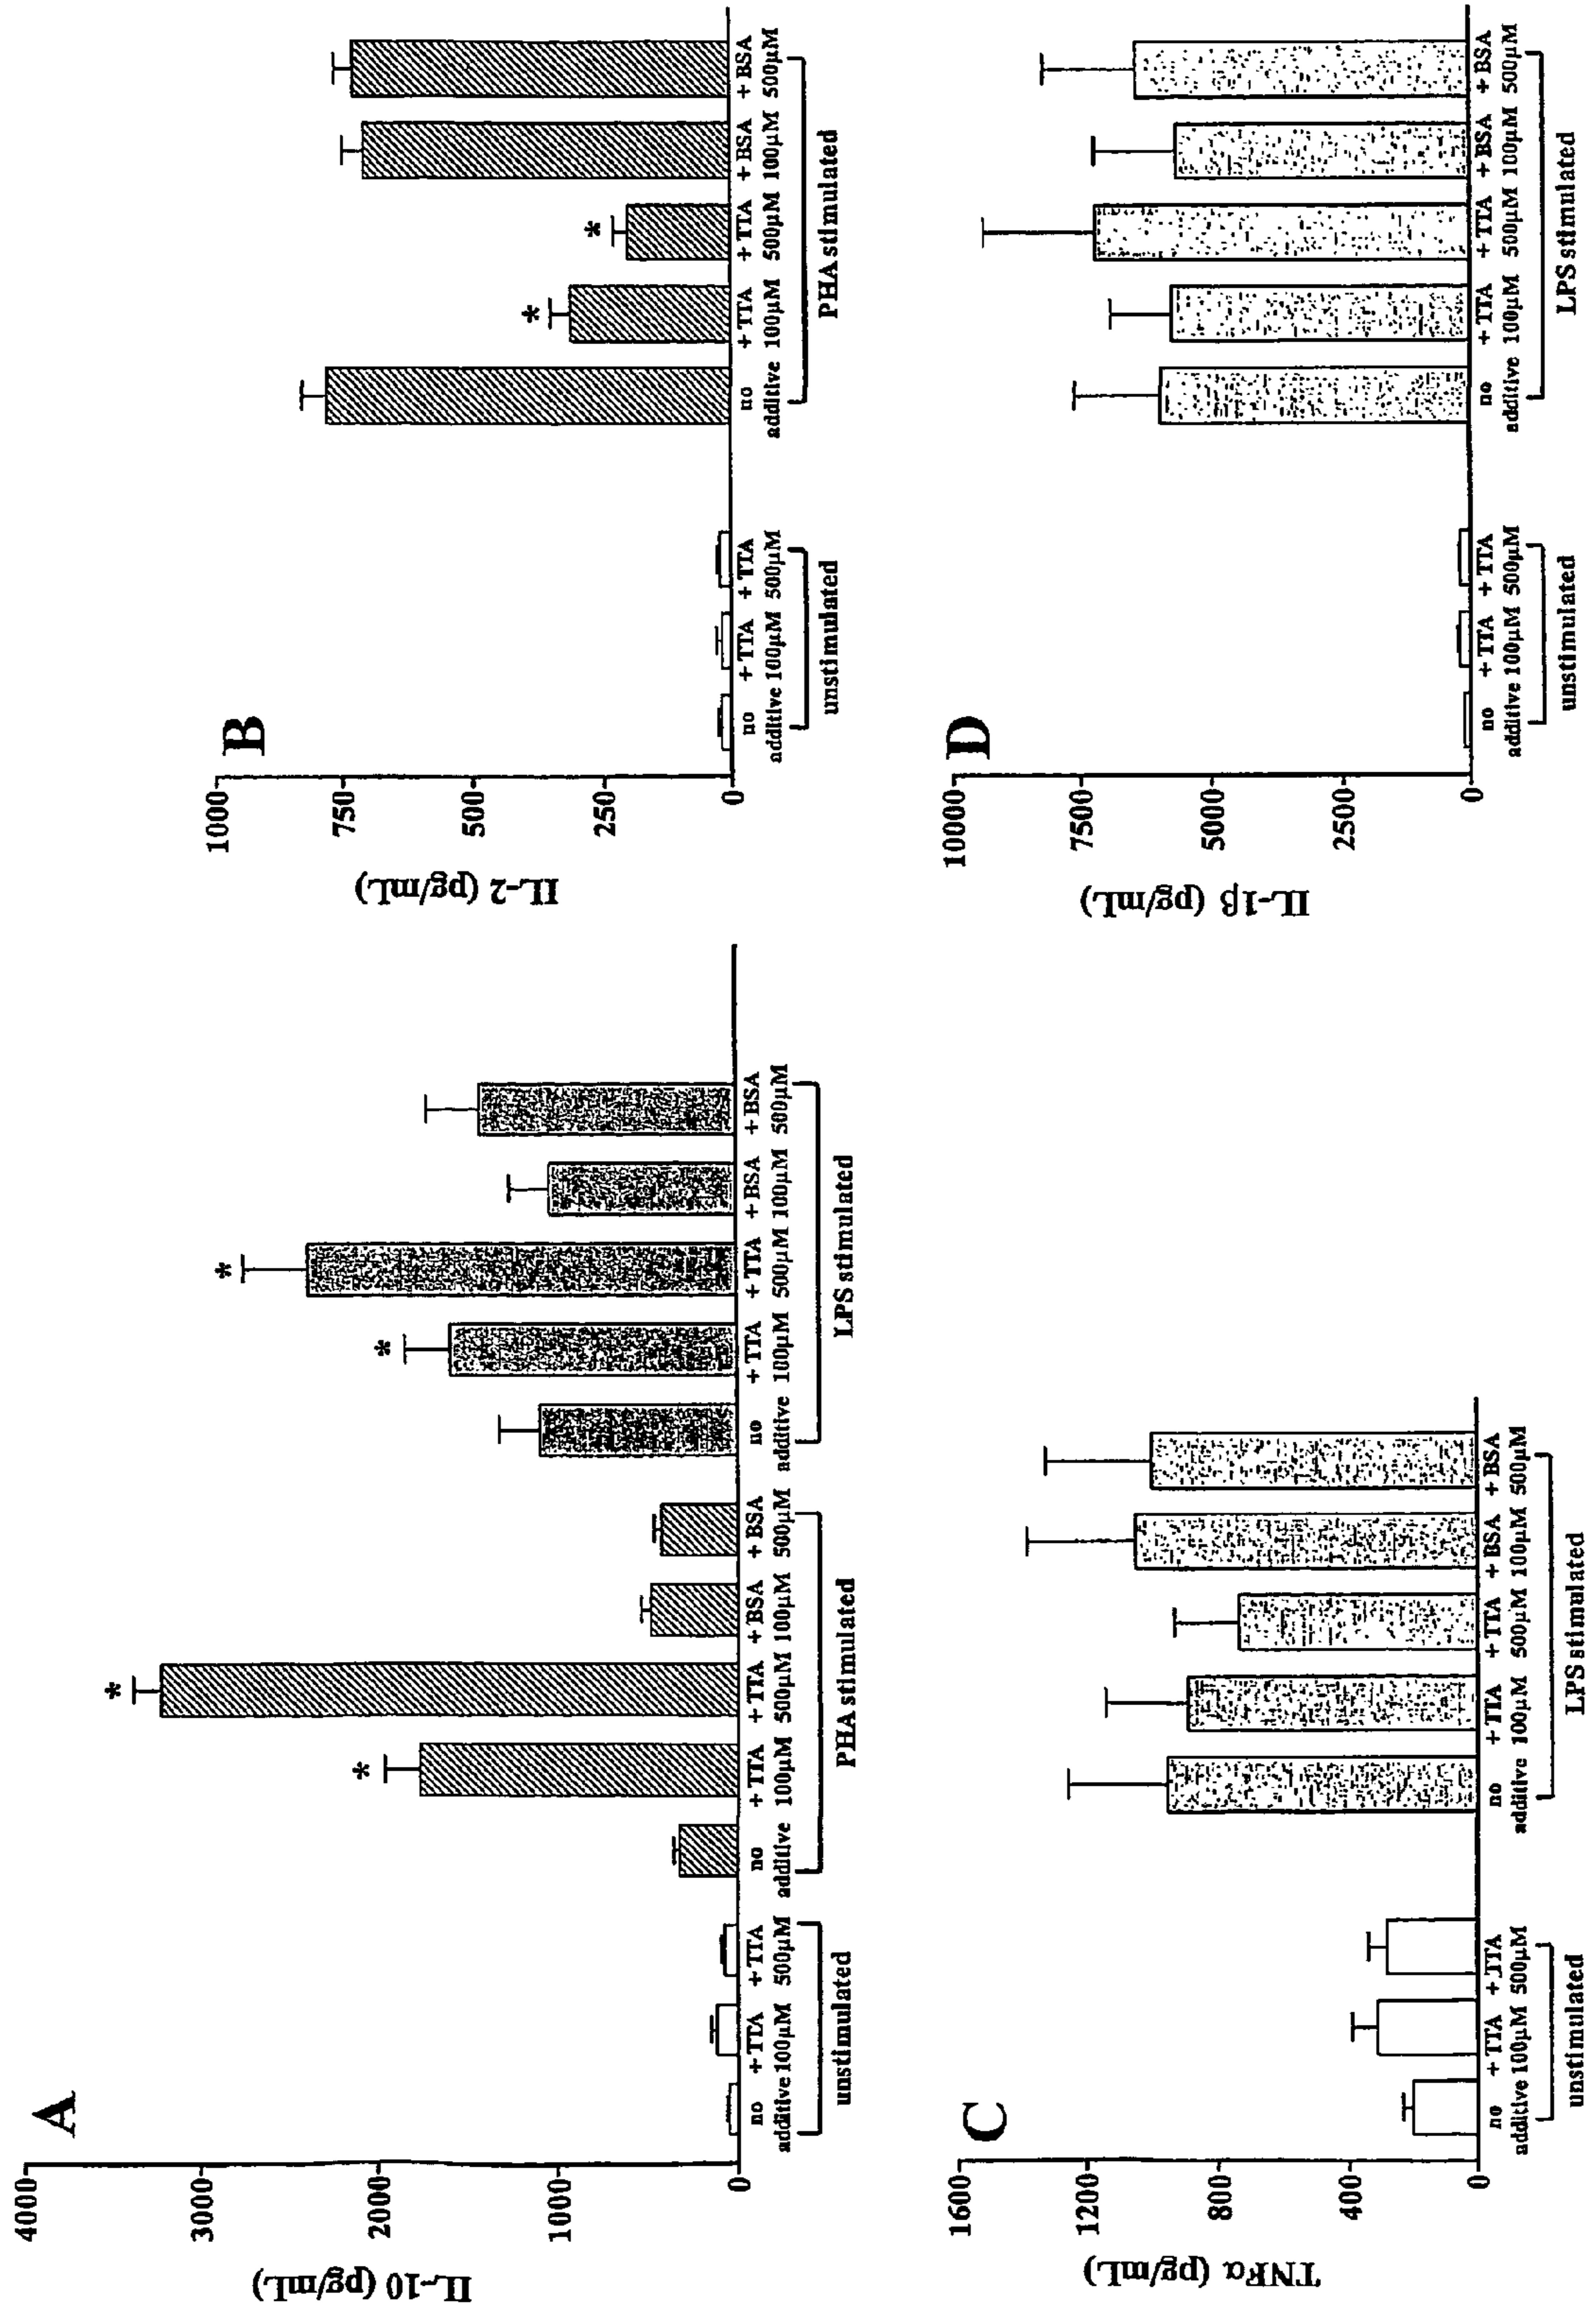 A
IL-10 (pg/mL)
4000
3000
2000
1000
0
no + TTA + TTA
additive 100µM 500µM
unstimulated
no + TTA + TTA + BSA + BSA
additive 100µM 500µM 100µM 500µM
PHA stimulated
no + TTA + TTA + BSA + BSA
additive 100µM 500µM 100µM 500µM
LPS stimulated
* * * *
B
IL-2 (pg/mL)
1000
750
500
250
0
no + TTA + TTA
additive 100µM 500µM
unstimulated
no + TTA + TTA + BSA + BSA
additive 100µM 500µM 100µM 500µM
PHA stimulated
* *
C
TNFα (pg/mL)
1600
1200
800
400
0
no + TTA + TTA
additive 100µM 500µM
unstimulated
no + TTA + TTA + BSA + BSA
additive 100µM 500µM 100µM 500µM
LPS stimulated
D
IL-1β (pg/mL)
10000
7500
5000
2500
0
no + TTA + TTA
additive 100µM 500µM
unstimulated
no + TTA + TTA + BSA + BSA
additive 100µM 500µM 100µM 500µM
LPS stimulated